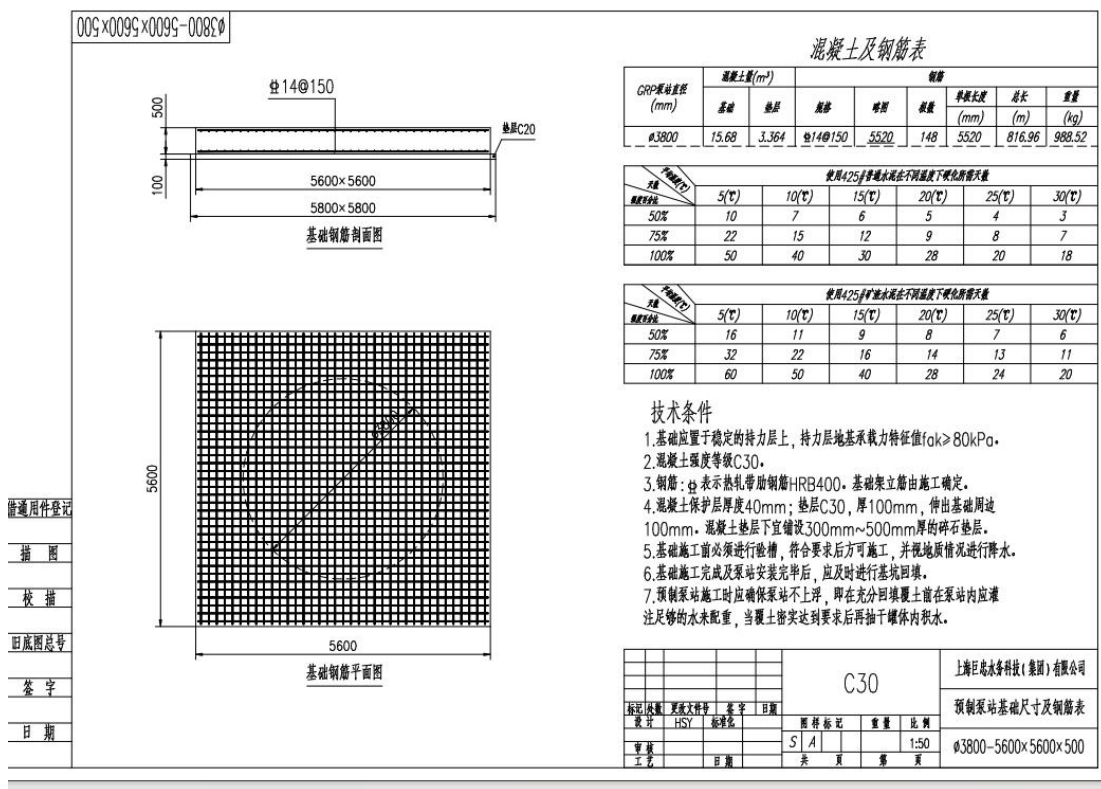 ø3800-5600×5600×500
⌀14@150
500
垫层C20
100
5600×5600
5800×5800
基础钢筋剖面图
5600
5600
基础钢筋平面图
混凝土及钢筋表
GRP泵站直径(mm) 混凝土量(m³) 钢筋
基础 垫层 规格 略图 根数 单根长度(mm) 总长(m) 重量(kg)
ø3800 15.68 3.364 ⌀14@150 5520 148 5520 816.96 988.52
平均温度(℃) 天数 强度百分比 使用425#普通水泥在不同温度下硬化所需天数
5(℃) 10(℃) 15(℃) 20(℃) 25(℃) 30(℃)
50% 10 7 6 5 4 3
75% 22 15 12 9 8 7
100% 50 40 30 28 20 18
平均温度(℃) 天数 强度百分比 使用425#矿渣水泥在不同温度下硬化所需天数
5(℃) 10(℃) 15(℃) 20(℃) 25(℃) 30(℃)
50% 16 11 9 8 7 6
75% 32 22 16 14 13 11
100% 60 50 40 28 24 20
技术条件
1.基础应置于稳定的持力层上，持力层地基承载力特征值fak≥80kPa。
2.混凝土强度等级C30。
3.钢筋：⌀表示热轧带肋钢筋HRB400。基础架立筋由施工确定。
4.混凝土保护层厚度40mm；垫层C30，厚100mm，伸出基础周边
100mm。混凝土垫层下宜铺设300mm~500mm厚的碎石垫层。
5.基础施工前必须进行验槽，符合要求后方可施工，并视地质情况进行降水。
6.基础施工完成及泵站安装完毕后，应及时进行基坑回填。
7.预制泵站施工时应确保泵站不上浮，即在充分回填覆土前在泵站内应灌
注足够的水来配重，当覆土密实达到要求后再抽干罐体内积水。
借通用件登记
描 图
校 描
旧底图总号
签 字
日 期
标记 处数 更改文件号 签 字 日期
设 计 HSY 标准化
审 核
工 艺 日 期
C30
图 样 标 记 重 量 比 例
S A 1:50
共 页 第 页
上海巨忠水务科技(集团)有限公司
预制泵站基础尺寸及钢筋表
ø3800-5600×5600×500